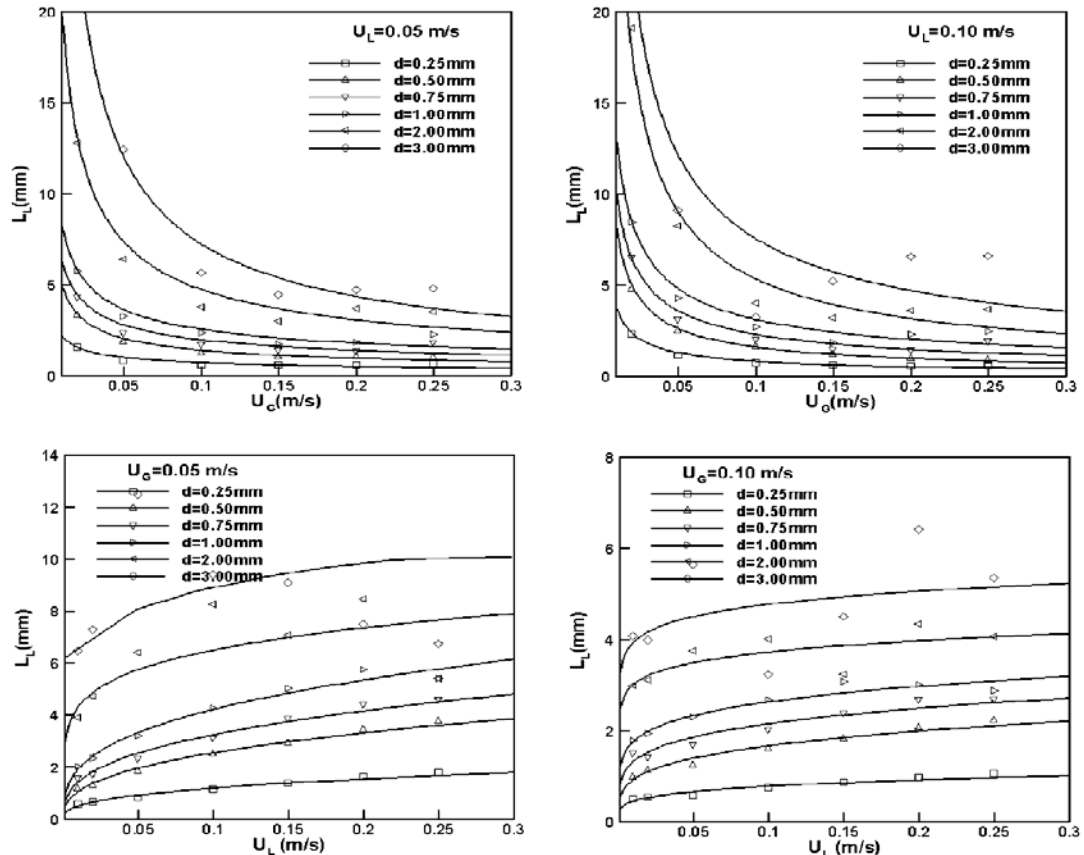 20
15
10
5
0
L_L(mm)
U_L=0.05 m/s
d=0.25mm
d=0.50mm
d=0.75mm
d=1.00mm
d=2.00mm
d=3.00mm
0.05 0.1 0.15 0.2 0.25 0.3
U_G(m/s)
20
15
10
5
0
L_L(mm)
U_L=0.10 m/s
d=0.25mm
d=0.50mm
d=0.75mm
d=1.00mm
d=2.00mm
d=3.00mm
0.05 0.1 0.15 0.2 0.25 0.3
U_G(m/s)
14
12
10
8
6
4
2
0
L_L(mm)
U_G=0.05 m/s
d=0.25mm
d=0.50mm
d=0.75mm
d=1.00mm
d=2.00mm
d=3.00mm
0.05 0.1 0.15 0.2 0.25 0.3
U_L(m/s)
8
6
4
2
0
L_L(mm)
U_G=0.10 m/s
d=0.25mm
d=0.50mm
d=0.75mm
d=1.00mm
d=2.00mm
d=3.00mm
0.05 0.1 0.15 0.2 0.25 0.3
U_L(m/s)